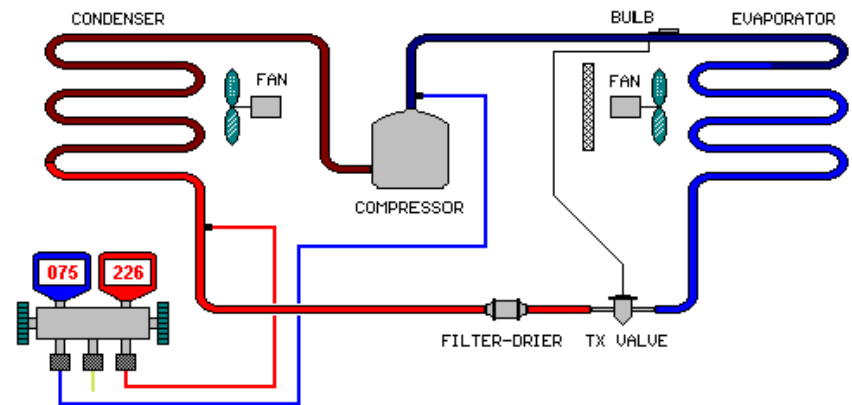 CONDENSER
BULB
EVAPORATOR
FAN
FAN
COMPRESSOR
075
226
FILTER-DRIER
TX VALVE